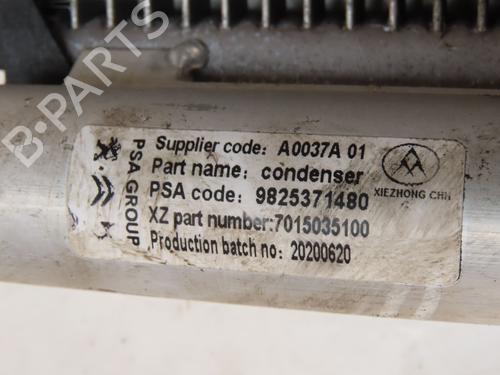 B-PARTS
Supplier code: A0037A 01
Part name: condenser
PSA code: 9825371480
XZ part number:7015035100
Production batch no: 20200620
PSA GROUP
XIEZHONG CHN